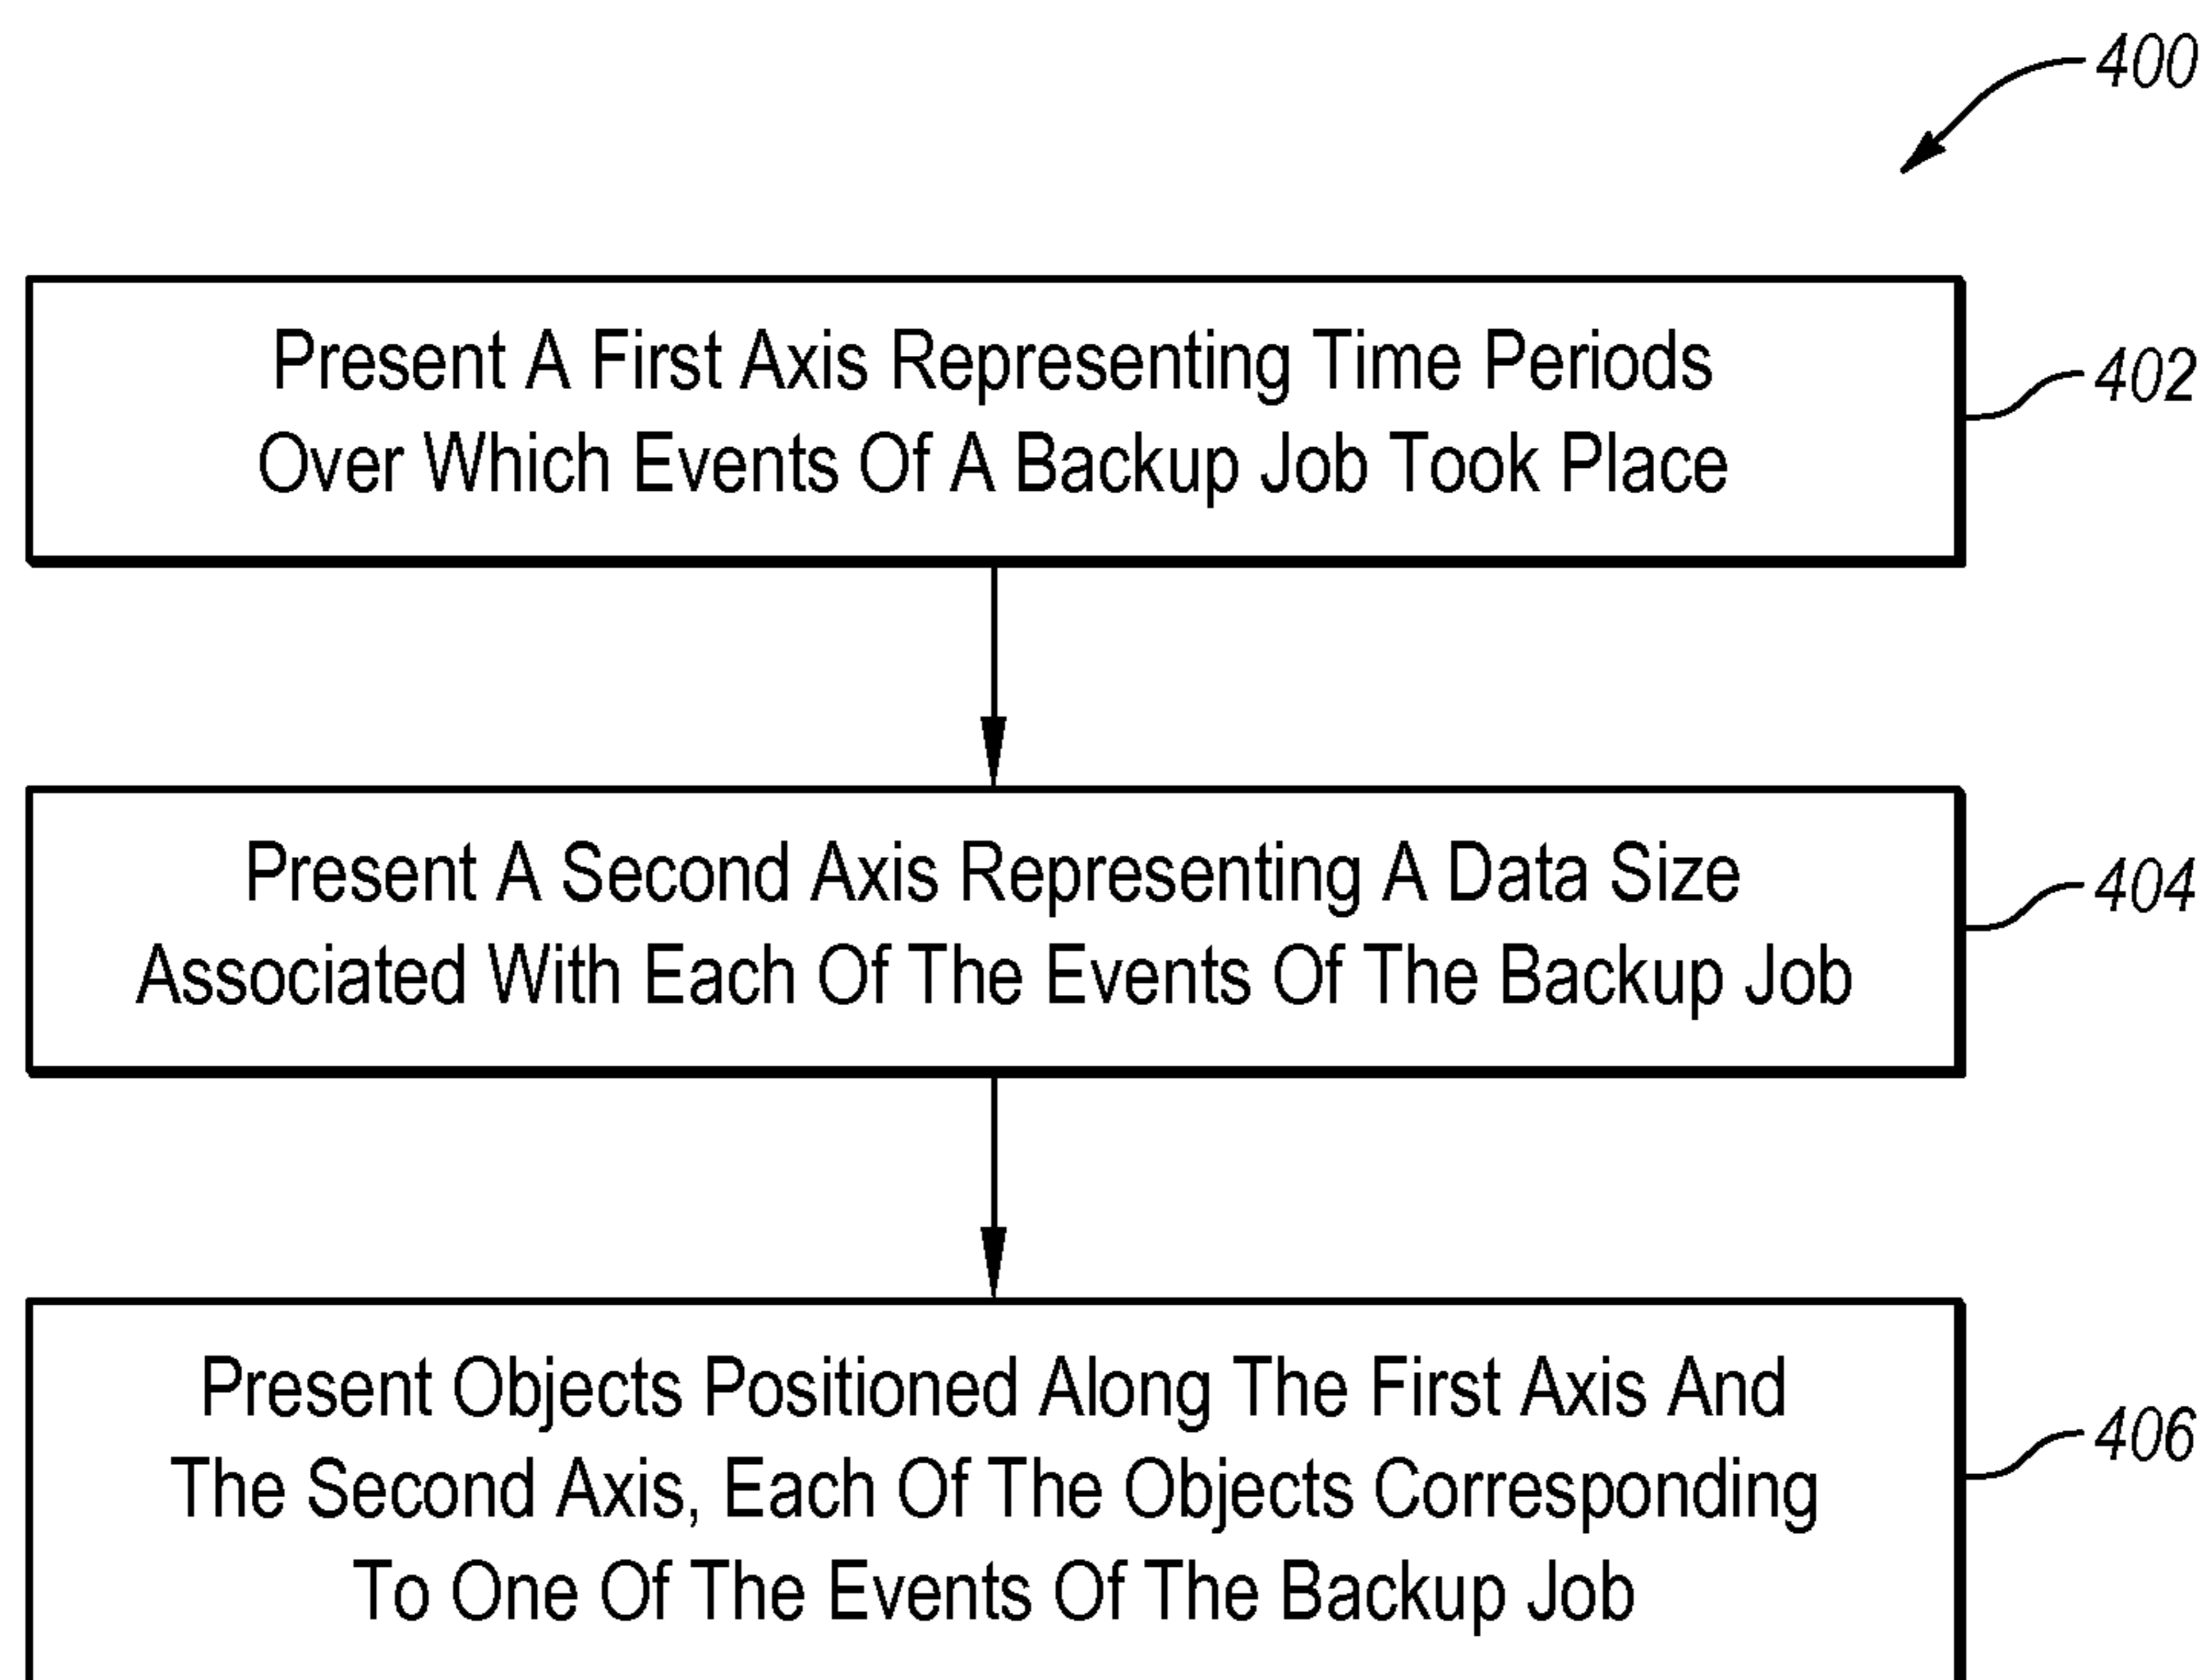 400
Present A First Axis Representing Time Periods
Over Which Events Of A Backup Job Took Place
402
Present A Second Axis Representing A Data Size
Associated With Each Of The Events Of The Backup Job
404
Present Objects Positioned Along The First Axis And
The Second Axis, Each Of The Objects Corresponding
To One Of The Events Of The Backup Job
406